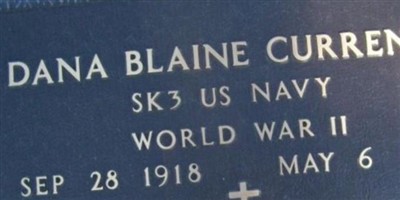 DANA BLAINE CURREN
SK3 US NAVY
WORLD WAR II
SEP 28 1918 MAY 6